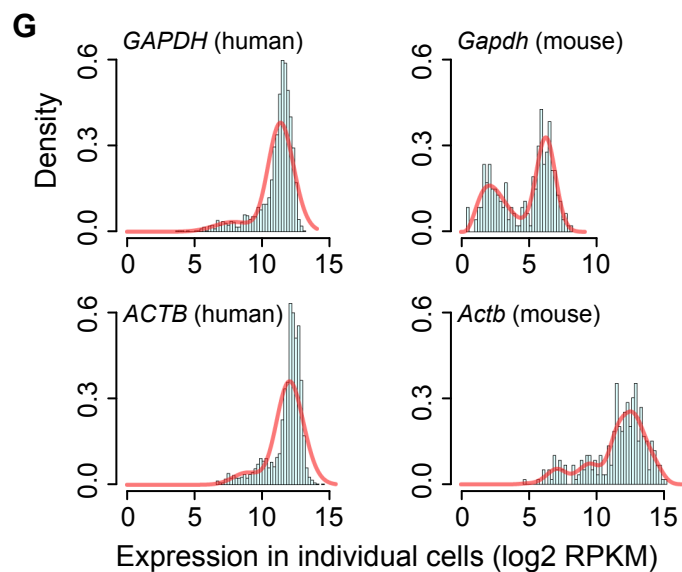 G
GAPDH (human)
Gapdh (mouse)
Density
0.6
0.3
0.0
0 5 10 15
0.6
0.3
0.0
0 5 10
ACTB (human)
Actb (mouse)
0.6
0.3
0.0
0 5 10 15
0.6
0.3
0.0
0 5 10 15
Expression in individual cells (log2 RPKM)